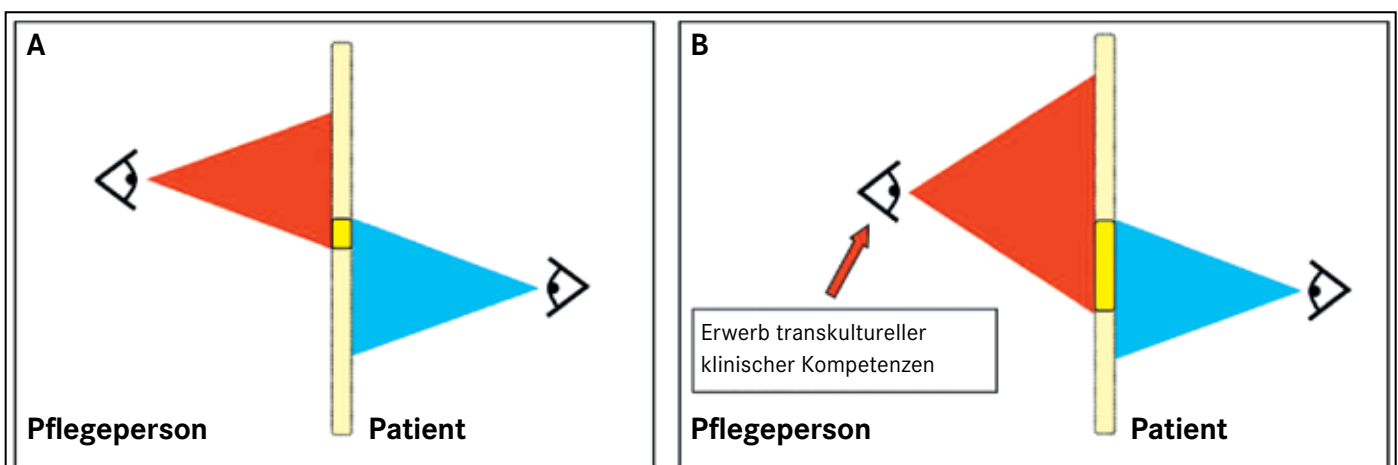 A
Pflegeperson
Patient
B
Erwerb transkultureller
klinischer Kompetenzen
Pflegeperson
Patient